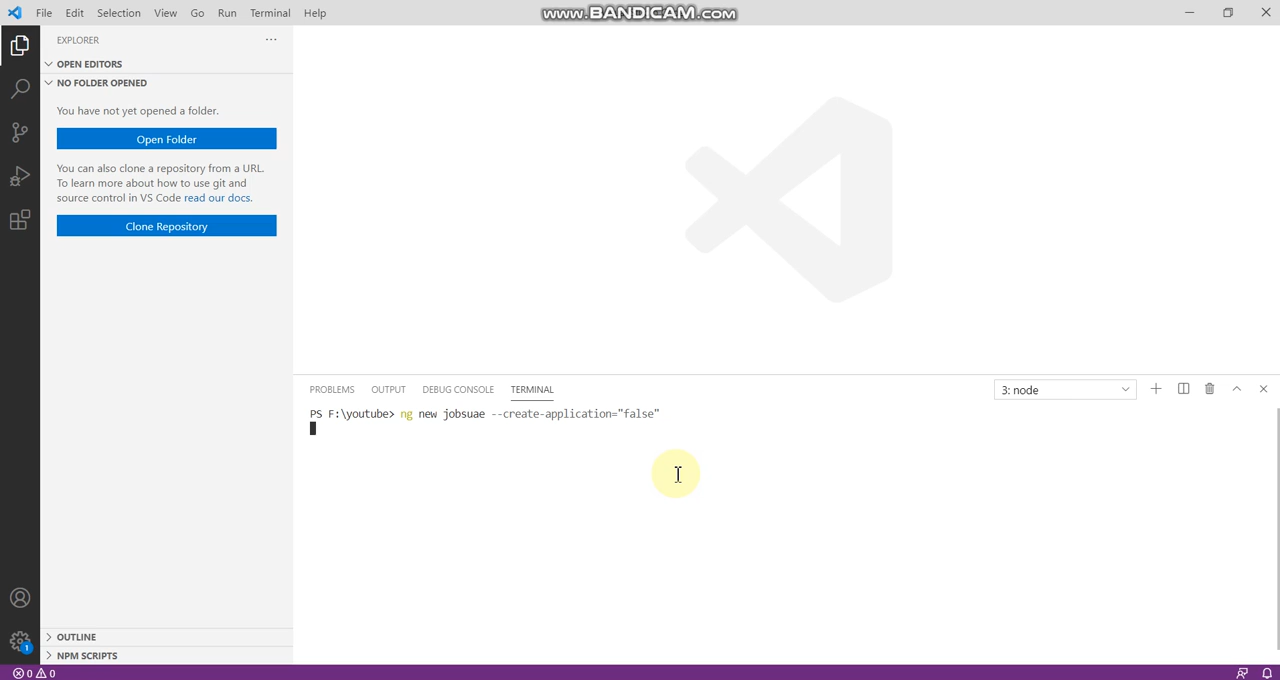 File Edit Selection View Go Run Terminal Help
www.BANDICAM.com
EXPLORER
OPEN EDITORS
NO FOLDER OPENED
You have not yet opened a folder.
Open Folder
You can also clone a repository from a URL.
To learn more about how to use git and
source control in VS Code read our docs.
Clone Repository
PROBLEMS OUTPUT DEBUG CONSOLE TERMINAL
3: node
PS F:\youtube> ng new jobsuae --create-application="false"
OUTLINE
NPM SCRIPTS
1
0 0